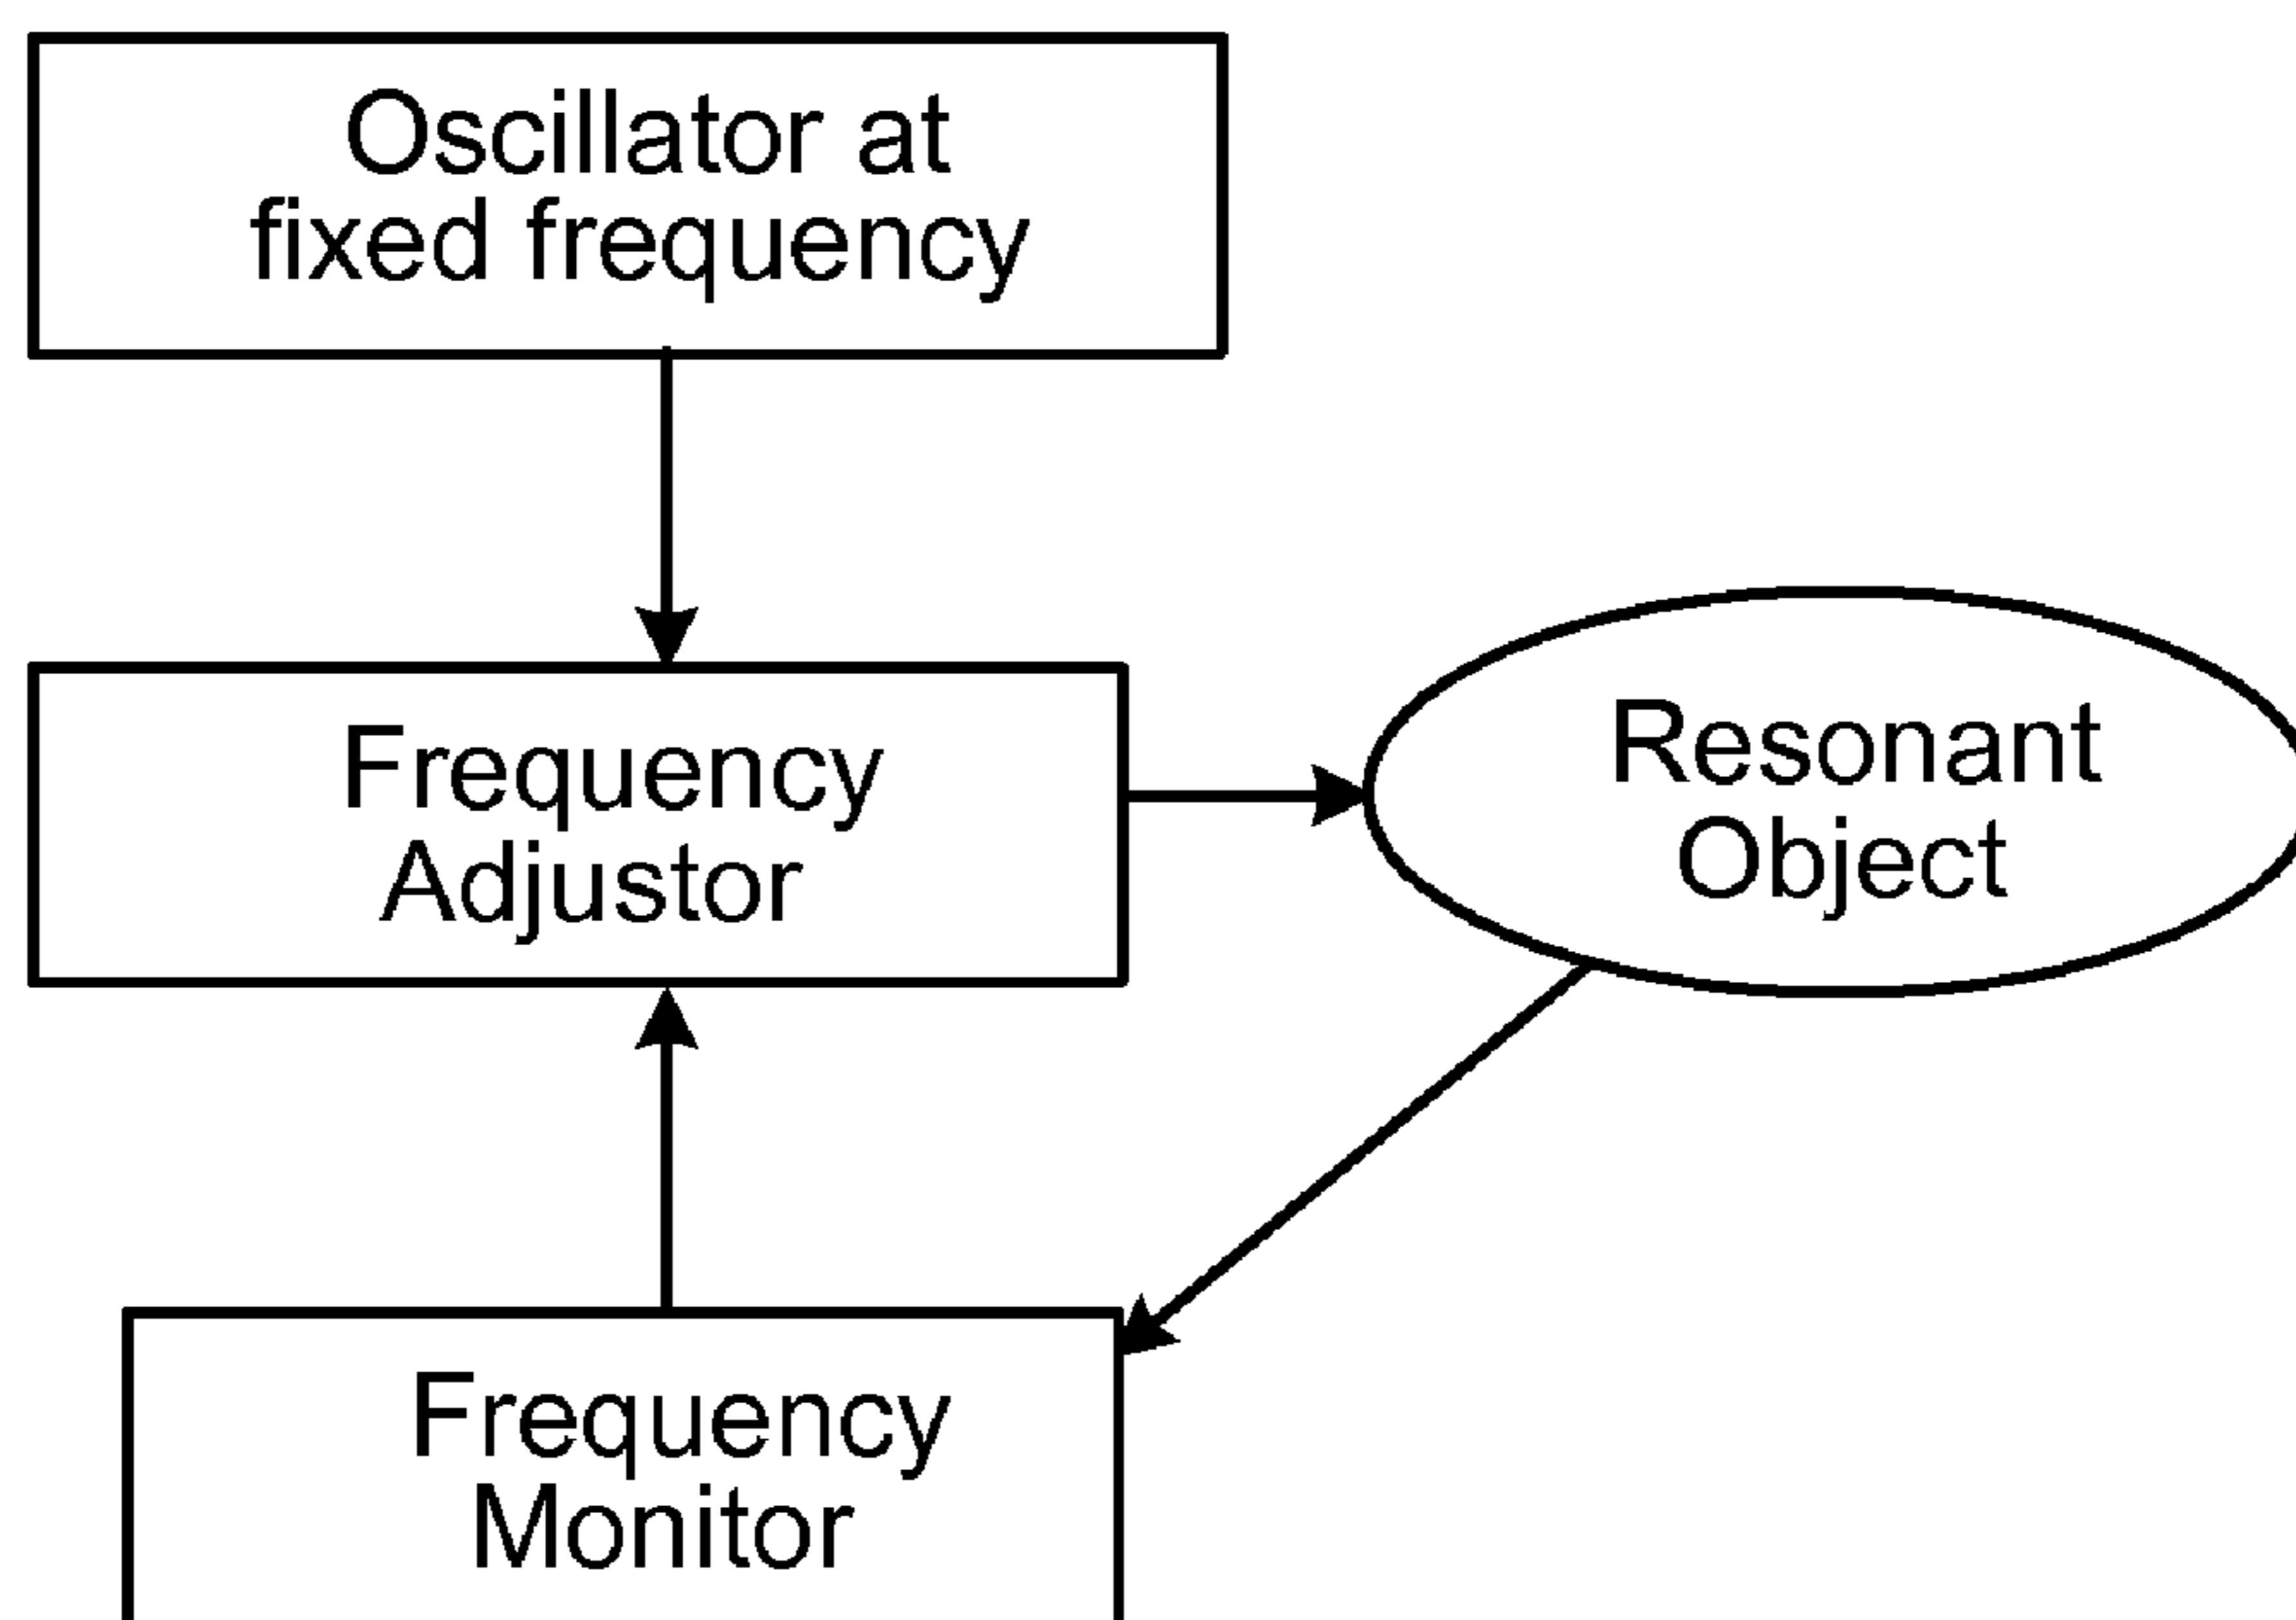 Oscillator at
fixed frequency
Frequency
Adjustor
Resonant
Object
Frequency
Monitor